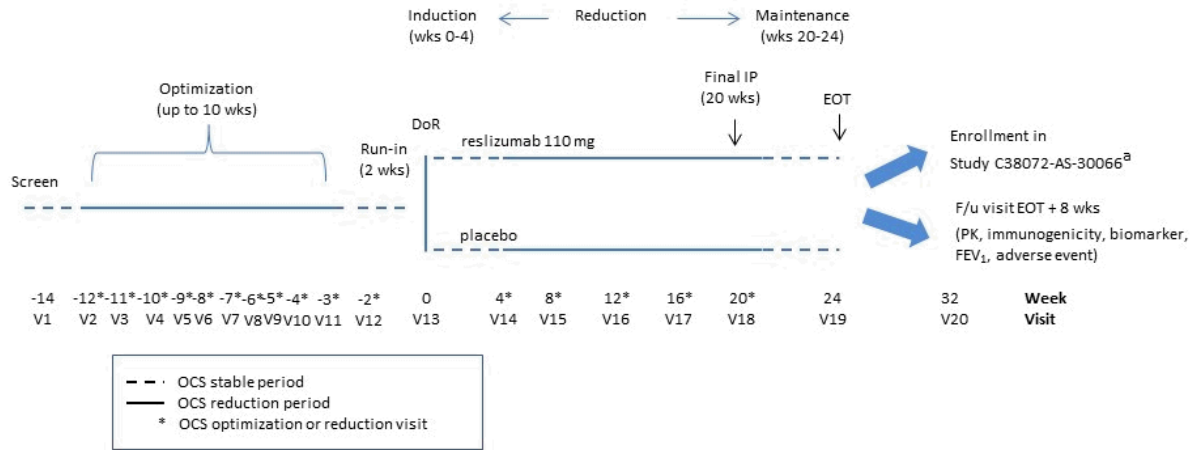 Induction
(wks 0-4)
Reduction
Maintenance
(wks 20-24)
Optimization
(up to 10 wks)
Final IP
(20 wks)
EOT
DoR
Run-in
(2 wks)
reslizumab 110 mg
Screen
placebo
Enrollment in
Study C38072-AS-30066a
F/u visit EOT + 8 wks
(PK, immunogenicity, biomarker,
FEV1, adverse event)
-14 -12* -11* -10* -9* -8* -7* -6* -5* -4* -3* -2* 0 4* 8* 12* 16* 20* 24 32 Week
V1 V2 V3 V4 V5 V6 V7 V8 V9 V10 V11 V12 V13 V14 V15 V16 V17 V18 V19 V20 Visit
OCS stable period
OCS reduction period
* OCS optimization or reduction visit